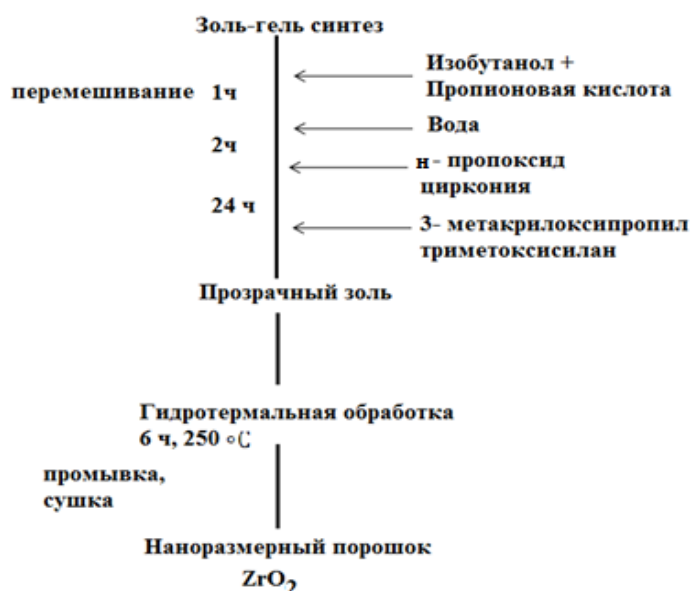 Золь-гель синтез
Изобутанол +
перемешивание 1ч
Пропионовая кислота
Вода
2ч
н- пропоксид
циркония
24 ч
3- метакрилоксипропил
триметоксисилан
Прозрачный золь
Гидротермальная обработка
6 ч, 250 °C
промывка,
сушка
Наноразмерный порошок
ZrO₂